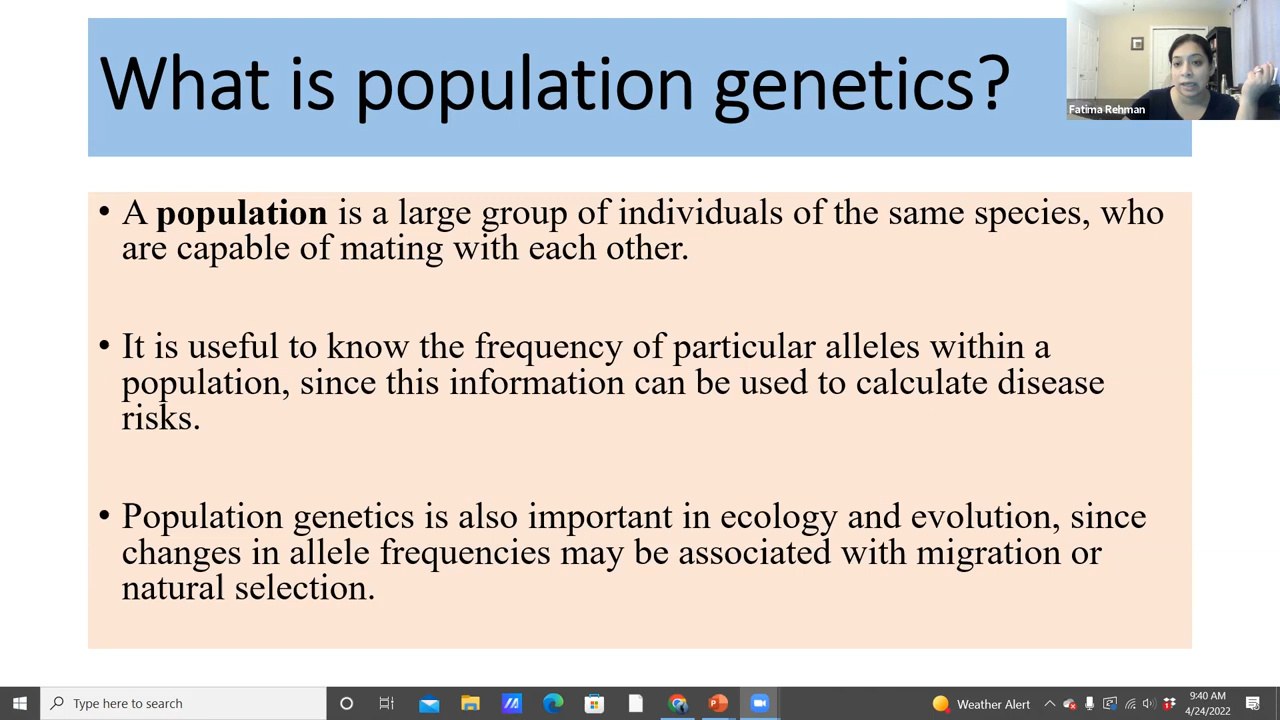 What is population genetics?
Fatima Rehman
• A population is a large group of individuals of the same species, who
are capable of mating with each other.
• It is useful to know the frequency of particular alleles within a
population, since this information can be used to calculate disease
risks.
• Population genetics is also important in ecology and evolution, since
changes in allele frequencies may be associated with migration or
natural selection.
Type here to search
Weather Alert
9:40 AM
4/24/2022